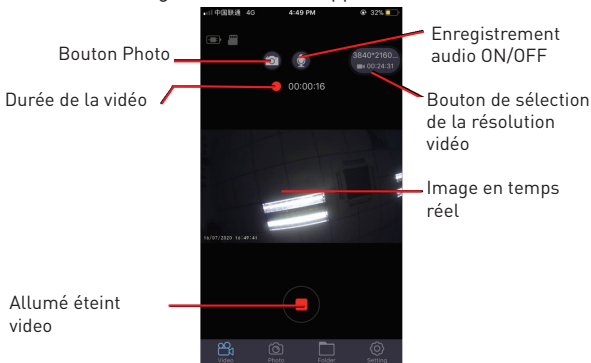 中国联通 4G 4:49 PM 32%
Bouton Photo
Enregistrement
audio ON/OFF
3840*2160...
00:24:31
Durée de la vidéo
00:00:16
Bouton de sélection
de la résolution
vidéo
Image en temps
réel
16/07/2020 16:49:41
Allumé éteint
video
Video Photo Folder Setting